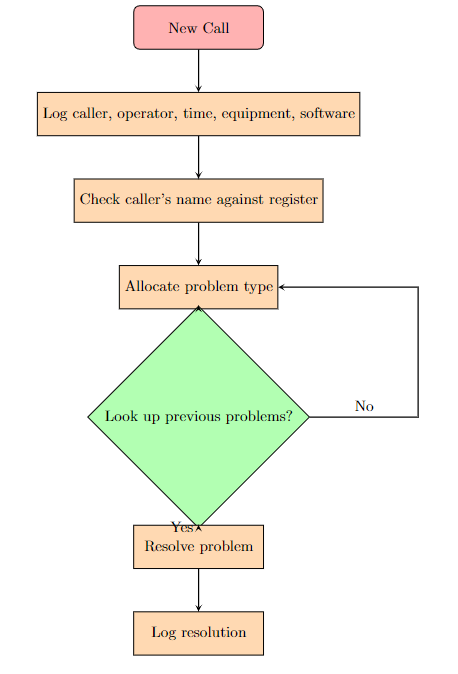 New Call
Log caller, operator, time, equipment, software
Check caller's name against register
Allocate problem type
Look up previous problems?
No
Yes
Resolve problem
Log resolution